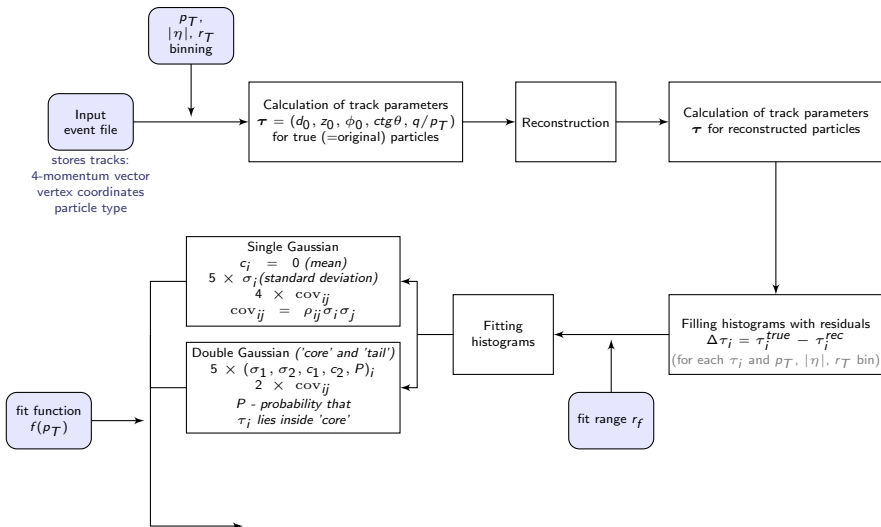 p_T,
|η|, r_T
binning
Input
event file
stores tracks:
4-momentum vector
vertex coordinates
particle type
Calculation of track parameters
τ = (d_0, z_0, ϕ_0, ctgθ, q/p_T)
for true (=original) particles
Reconstruction
Calculation of track parameters
τ for reconstructed particles
Single Gaussian
c_i = 0 (mean)
5 × σ_i (standard deviation)
4 × cov_ij
cov_ij = ρ_ij σ_i σ_j
Double Gaussian ('core' and 'tail')
5 × (σ_1, σ_2, c_1, c_2, P)_i
2 × cov_ij
P - probability that
τ_i lies inside 'core'
Fitting
histograms
Filling histograms with residuals
Δτ_i = τ_i^true − τ_i^rec
(for each τ_i and p_T, |η|, r_T bin)
fit function
f(p_T)
fit range r_f